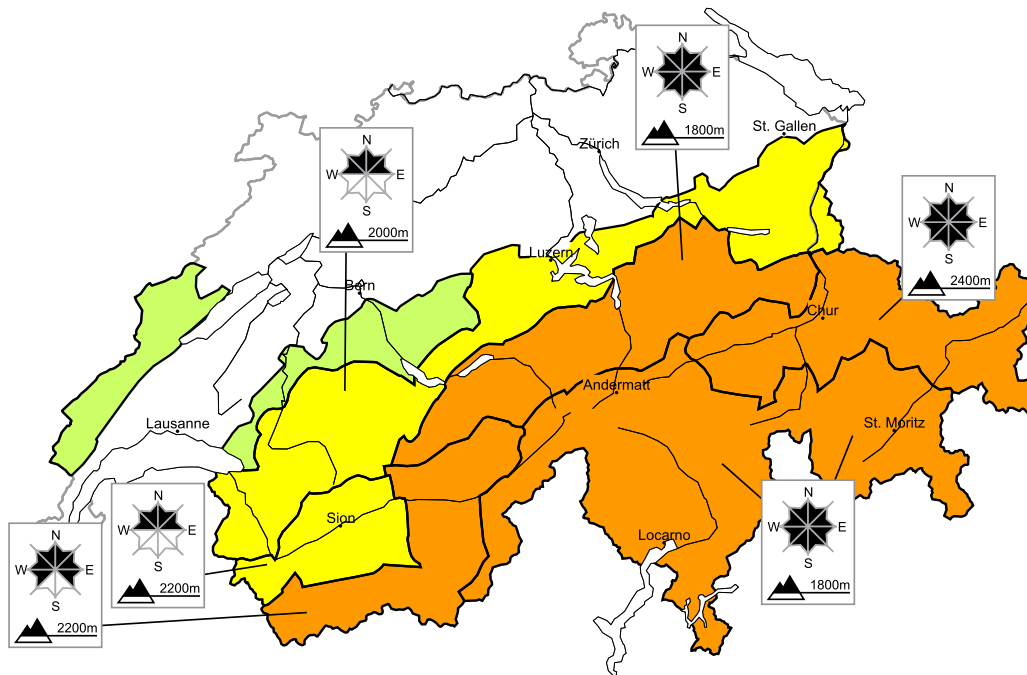 N
W E
S
1800m
St. Gallen
Zürich
N
W E
S
2000m
N
W E
S
2400m
Luzern
Bern
Chur
Andermatt
Lausanne
St. Moritz
N
W E
S
2200m
Sion
N
W E
S
1800m
Locarno
N
W E
S
2200m